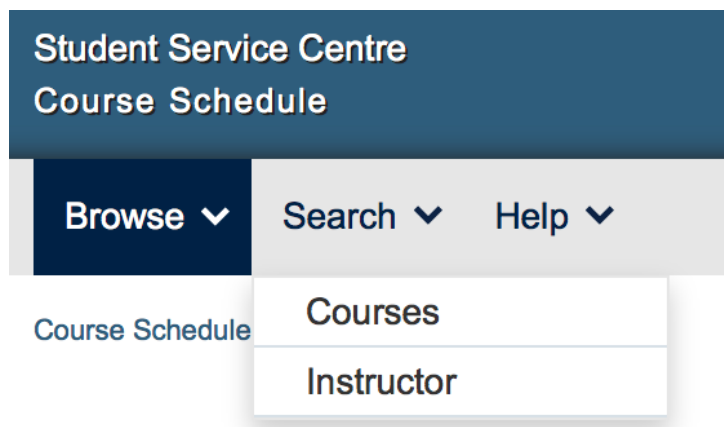 Student Service Centre
Course Schedule
Browse Search Help
Courses
Course Schedule
Instructor